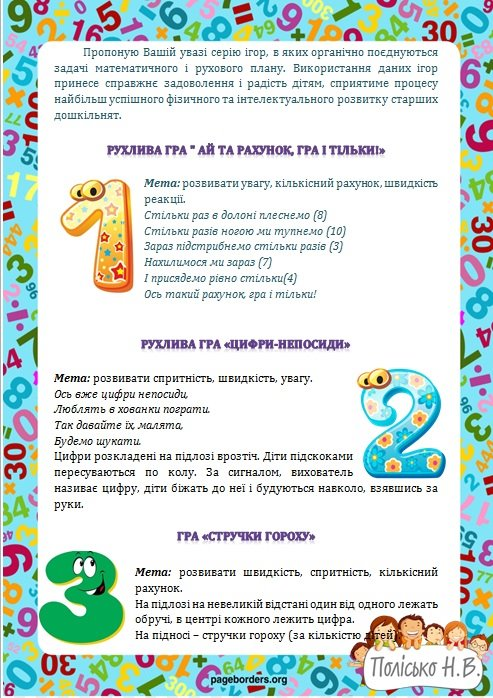 Пропоную Вашій увазі серію ігор, в яких органічно поєднуються
задачі математичного і рухового плану. Використання даних ігор
принесе справжнє задоволення і радість дітям, сприятиме процесу
найбільш успішного фізичного та інтелектуального розвитку старших
дошкільнят.
РУХЛИВА ГРА " АЙ ТА РАХУНОК, ГРА І ТІЛЬКИ!»
Мета: розвивати увагу, кількісний рахунок, швидкість
реакції.
Стільки раз в долоні плеснемо (8)
Стільки разів ногою ми тупнемо (10)
Зараз підстрибнемо стільки разів (3)
Нахилимося ми зараз (7)
І присядемо рівно стільки(4)
Ось такий рахунок, гра і тільки!
РУХЛИВА ГРА «ЦИФРИ-НЕПОСИДИ»
Мета: розвивати спритність, швидкість, увагу.
Ось вже цифри непосиди,
Люблять в хованки пограти.
Так давайте їх, малята,
Будемо шукати.
Цифри розкладені на підлозі врозтіч. Діти підскоками
пересуваються по колу. За сигналом, вихователь
називає цифру, діти біжать до неї і будуються навколо, взявшись за
руки.
ГРА «СТРУЧКИ ГОРОХУ»
Мета: розвивати швидкість, спритність, кількісний
рахунок.
На підлозі на невеликій відстані один від одного лежать
обручі, в центрі кожного лежить цифра.
На підносі – стручки гороху (за кількістю дітей)
Полісько Н.В.
pageborders.org